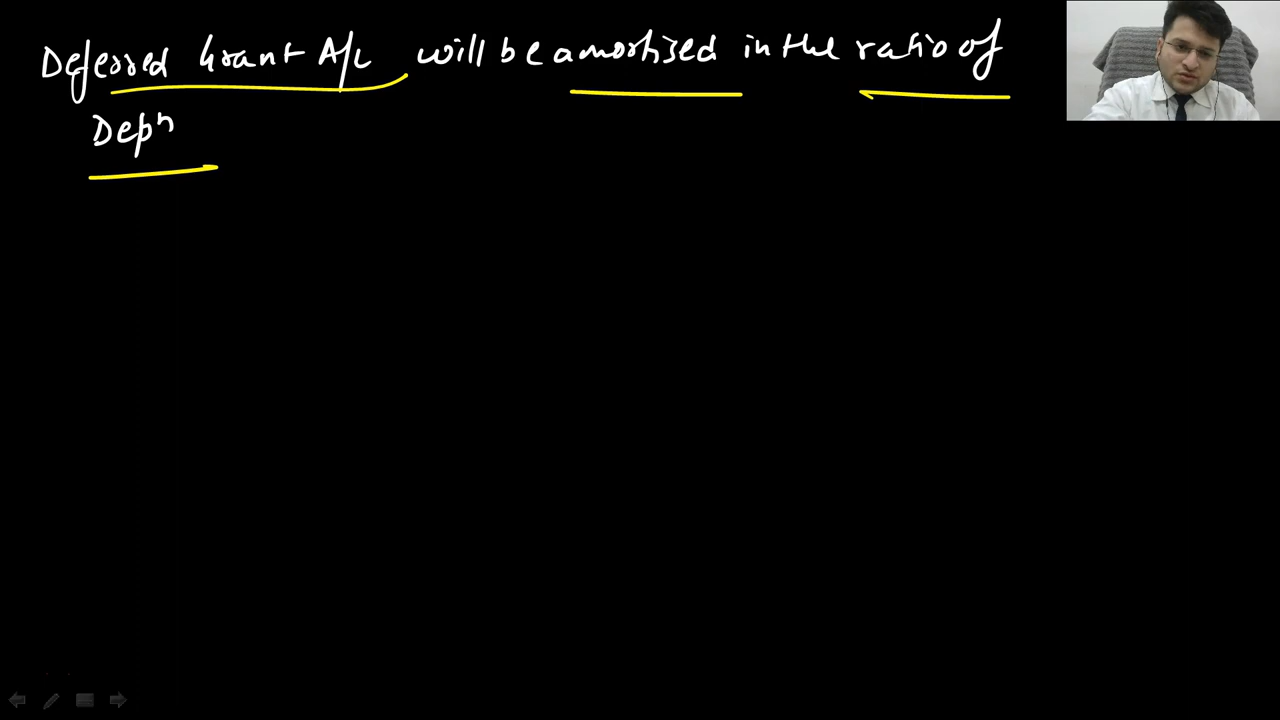 Deferred Grant A/c will be amortised in the ratio of
Depⁿ